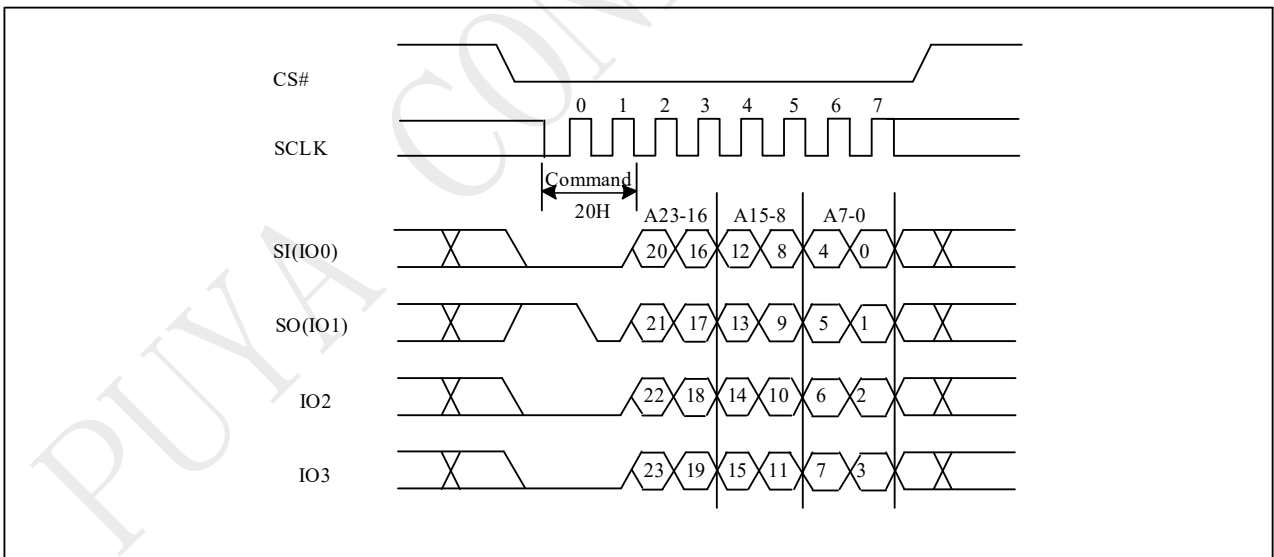 PUYA CON
CS#
0 1 2 3 4 5 6 7
SCLK
Command
20H
A23-16 A15-8 A7-0
SI(IO0) 20 16 12 8 4 0
SO(IO1) 21 17 13 9 5 1
IO2 22 18 14 10 6 2
IO3 23 19 15 11 7 3